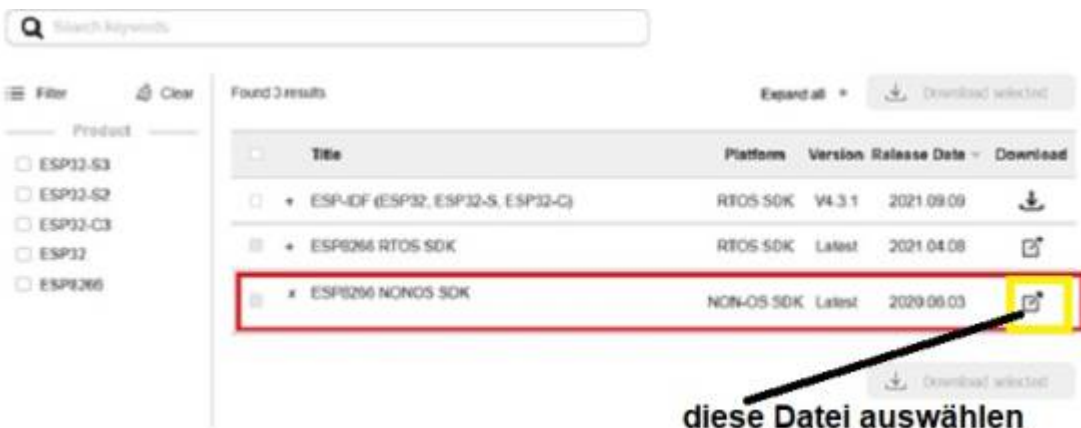 Search keywords
Filter Clear
Found 3 results
Expand all
Download selected
Product
ESP32-S3
ESP32-S2
ESP32-C3
ESP32
ESP8266
Title Platform Version Release Date Download
+ ESP-IDF (ESP32, ESP32-S, ESP32-C) RTOS SDK V4.3.1 2021.09.09
+ ESP8266 RTOS SDK RTOS SDK Latest 2021.04.08
x ESP8266 NONOS SDK NON-OS SDK Latest 2020.06.03
Download selected
diese Datei auswählen